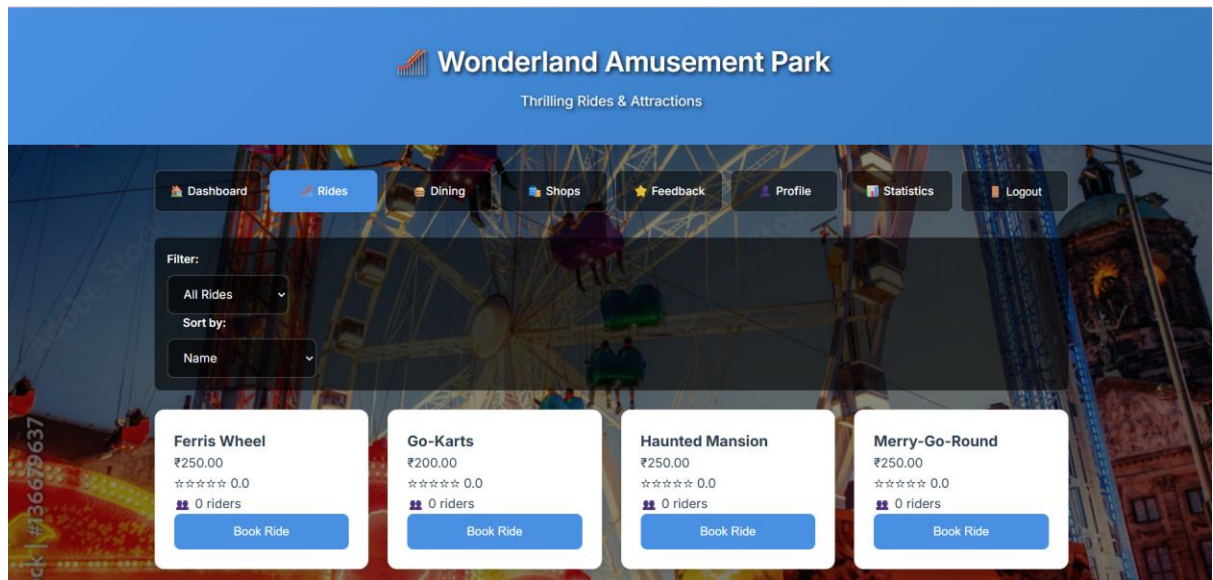 Wonderland Amusement Park
Thrilling Rides & Attractions
Dashboard Rides Dining Shops Feedback Profile Statistics Logout
Filter:
All Rides
Sort by:
Name
Ferris Wheel Go-Karts Haunted Mansion Merry-Go-Round
₹250.00 ₹200.00 ₹250.00 ₹250.00
☆☆☆☆☆ 0.0 ☆☆☆☆☆ 0.0 ☆☆☆☆☆ 0.0 ☆☆☆☆☆ 0.0
0 riders 0 riders 0 riders 0 riders
Book Ride Book Ride Book Ride Book Ride
ck | #136679637